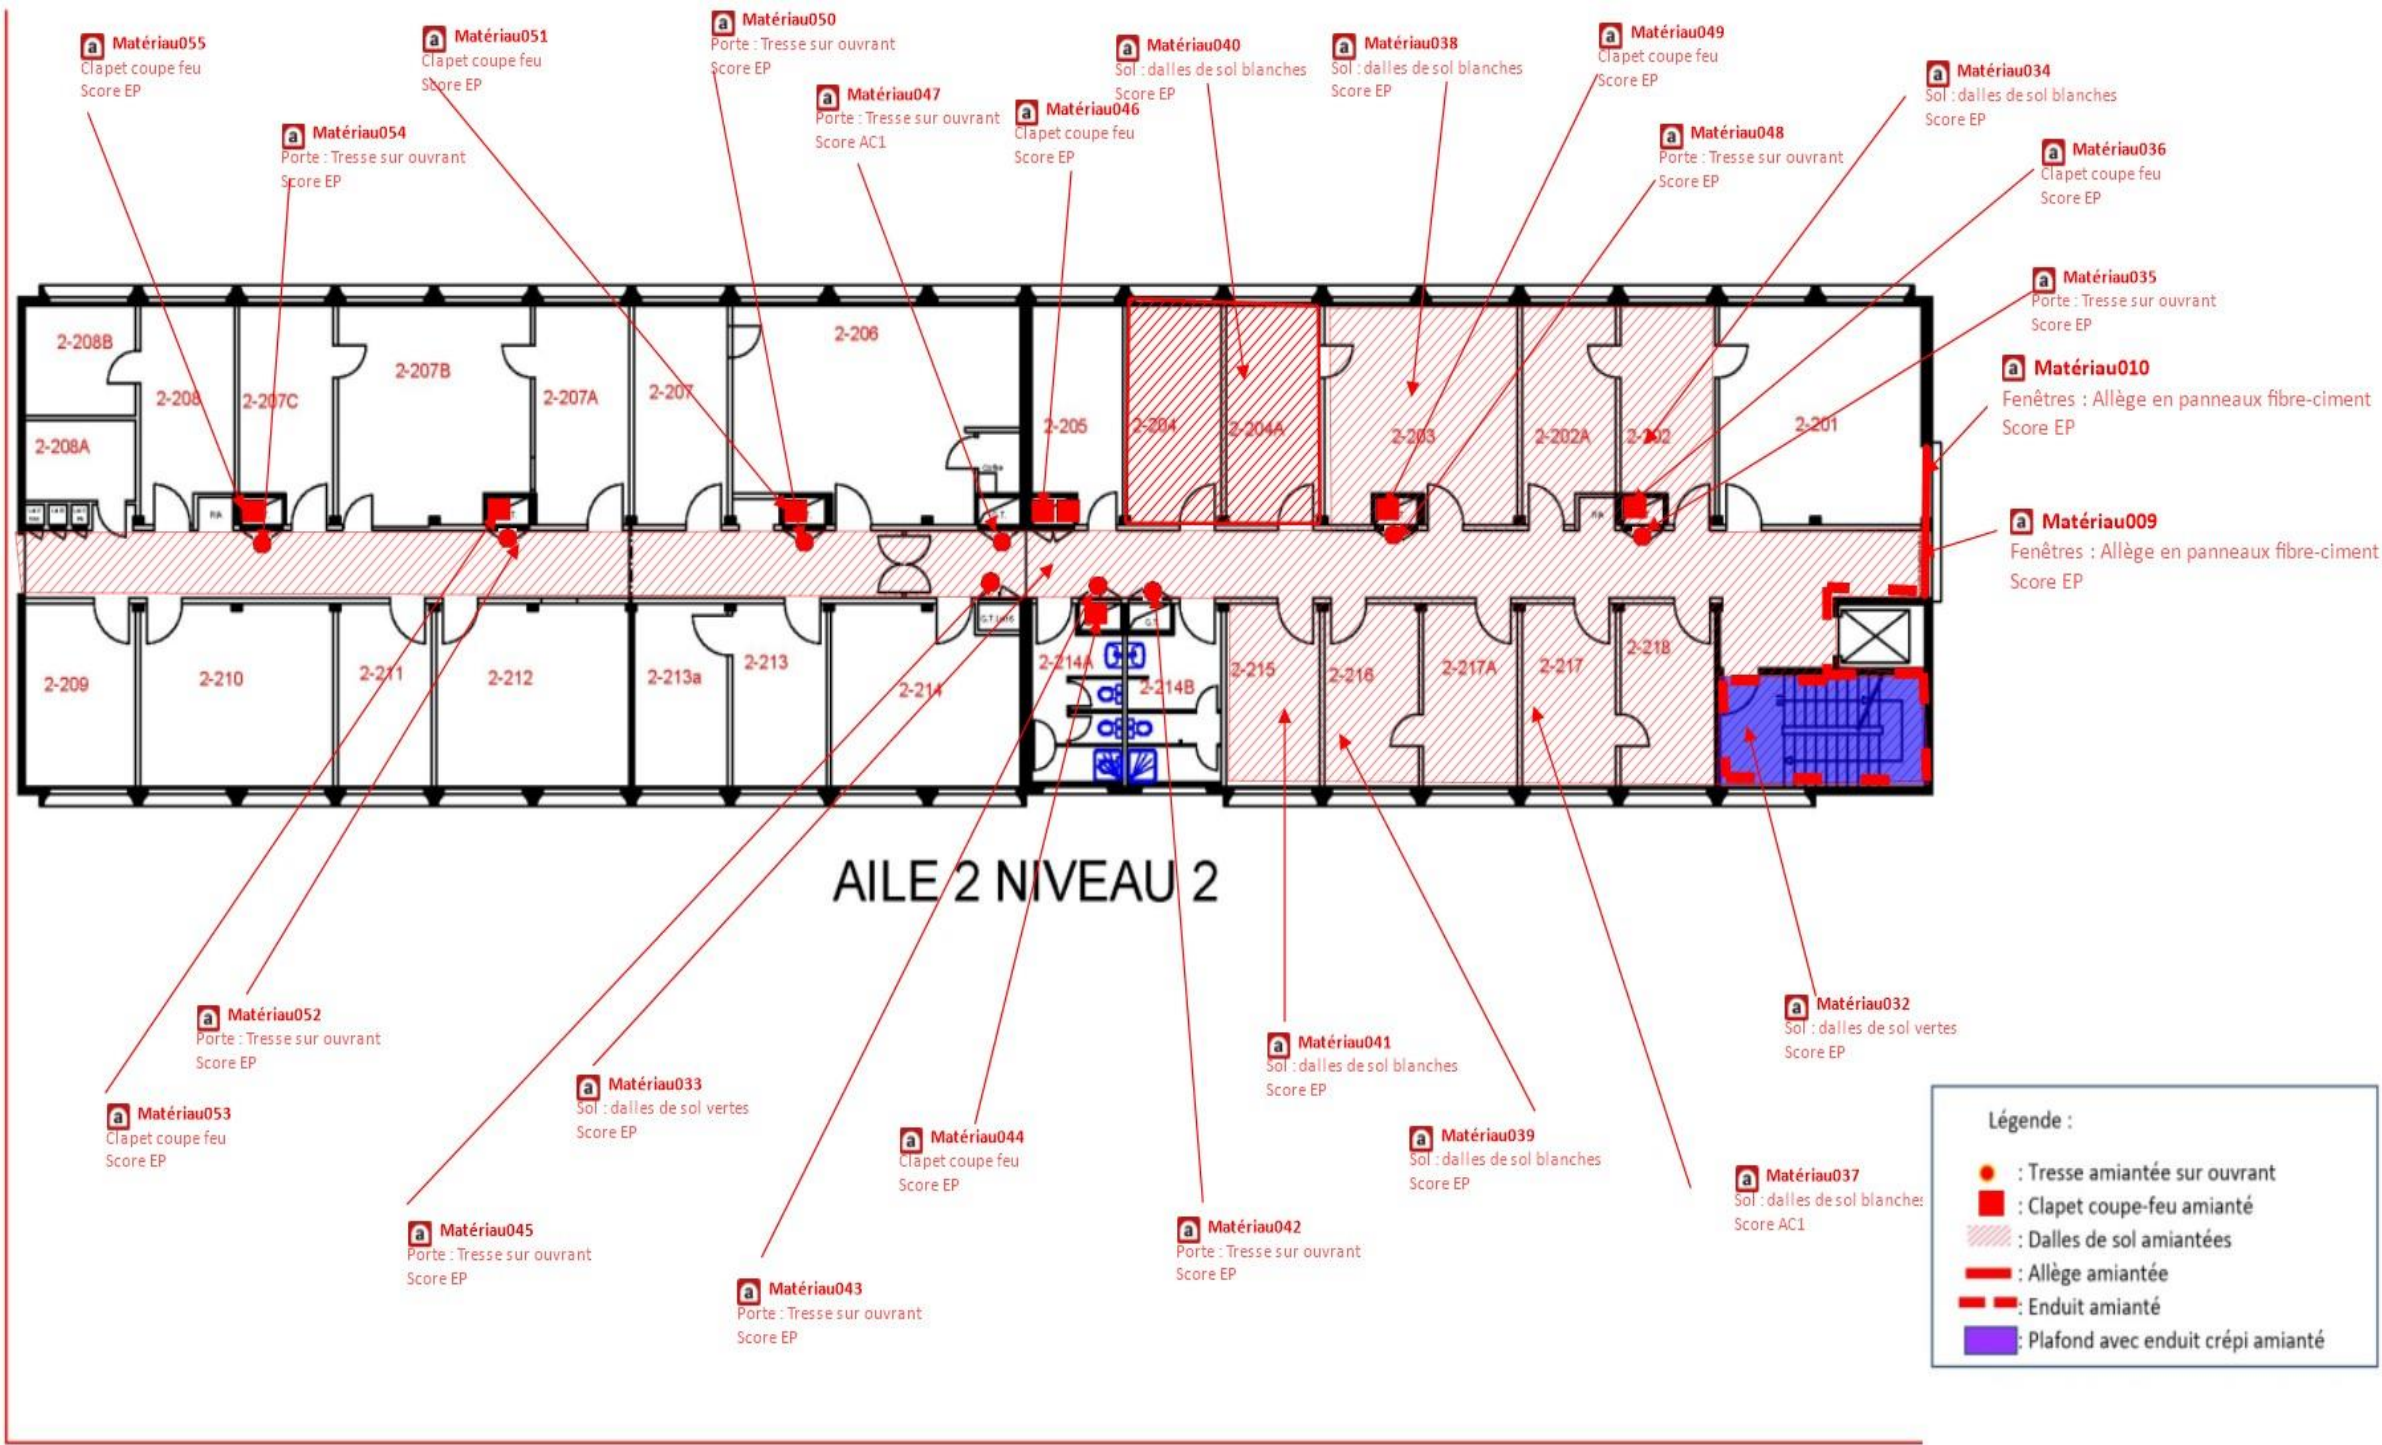 a Matériau055
Clapet coupe feu
Score EP
a Matériau054
Porte : Tresse sur ouvrant
Score EP
a Matériau051
Clapet coupe feu
Score EP
a Matériau050
Porte : Tresse sur ouvrant
Score EP
a Matériau047
Porte : Tresse sur ouvrant
Score AC1
a Matériau046
Clapet coupe feu
Score EP
a Matériau040
Sol : dalles de sol blanches
Score EP
a Matériau038
Sol : dalles de sol blanches
Score EP
a Matériau049
Clapet coupe feu
Score EP
a Matériau048
Porte : Tresse sur ouvrant
Score EP
a Matériau034
Sol : dalles de sol blanches
Score EP
a Matériau036
Clapet coupe feu
Score EP
a Matériau035
Porte : Tresse sur ouvrant
Score EP
a Matériau010
Fenêtres : Allège en panneaux fibre-ciment
Score EP
a Matériau009
Fenêtres : Allège en panneaux fibre-ciment
Score EP
2-208B
2-208A
2-208
2-207C
2-207B
2-207A
2-207
2-206
2-205
2-204
2-204A
2-203
2-202A
2-202
2-201
2-209
2-210
2-211
2-212
2-213a
2-213
2-214
2-214A
2-214B
2-215
2-216
2-217A
2-217
2-218
AILE 2 NIVEAU 2
a Matériau052
Porte : Tresse sur ouvrant
Score EP
a Matériau053
Clapet coupe feu
Score EP
a Matériau033
Sol : dalles de sol vertes
Score EP
a Matériau045
Porte : Tresse sur ouvrant
Score EP
a Matériau044
Clapet coupe feu
Score EP
a Matériau043
Porte : Tresse sur ouvrant
Score EP
a Matériau042
Porte : Tresse sur ouvrant
Score EP
a Matériau041
Sol : dalles de sol blanches
Score EP
a Matériau039
Sol : dalles de sol blanches
Score EP
a Matériau037
Sol : dalles de sol blanches
Score AC1
a Matériau032
Sol : dalles de sol vertes
Score EP
Légende :
: Tresse amiantée sur ouvrant
: Clapet coupe-feu amianté
: Dalles de sol amiantées
: Allège amiantée
: Enduit amianté
: Plafond avec enduit crépi amianté